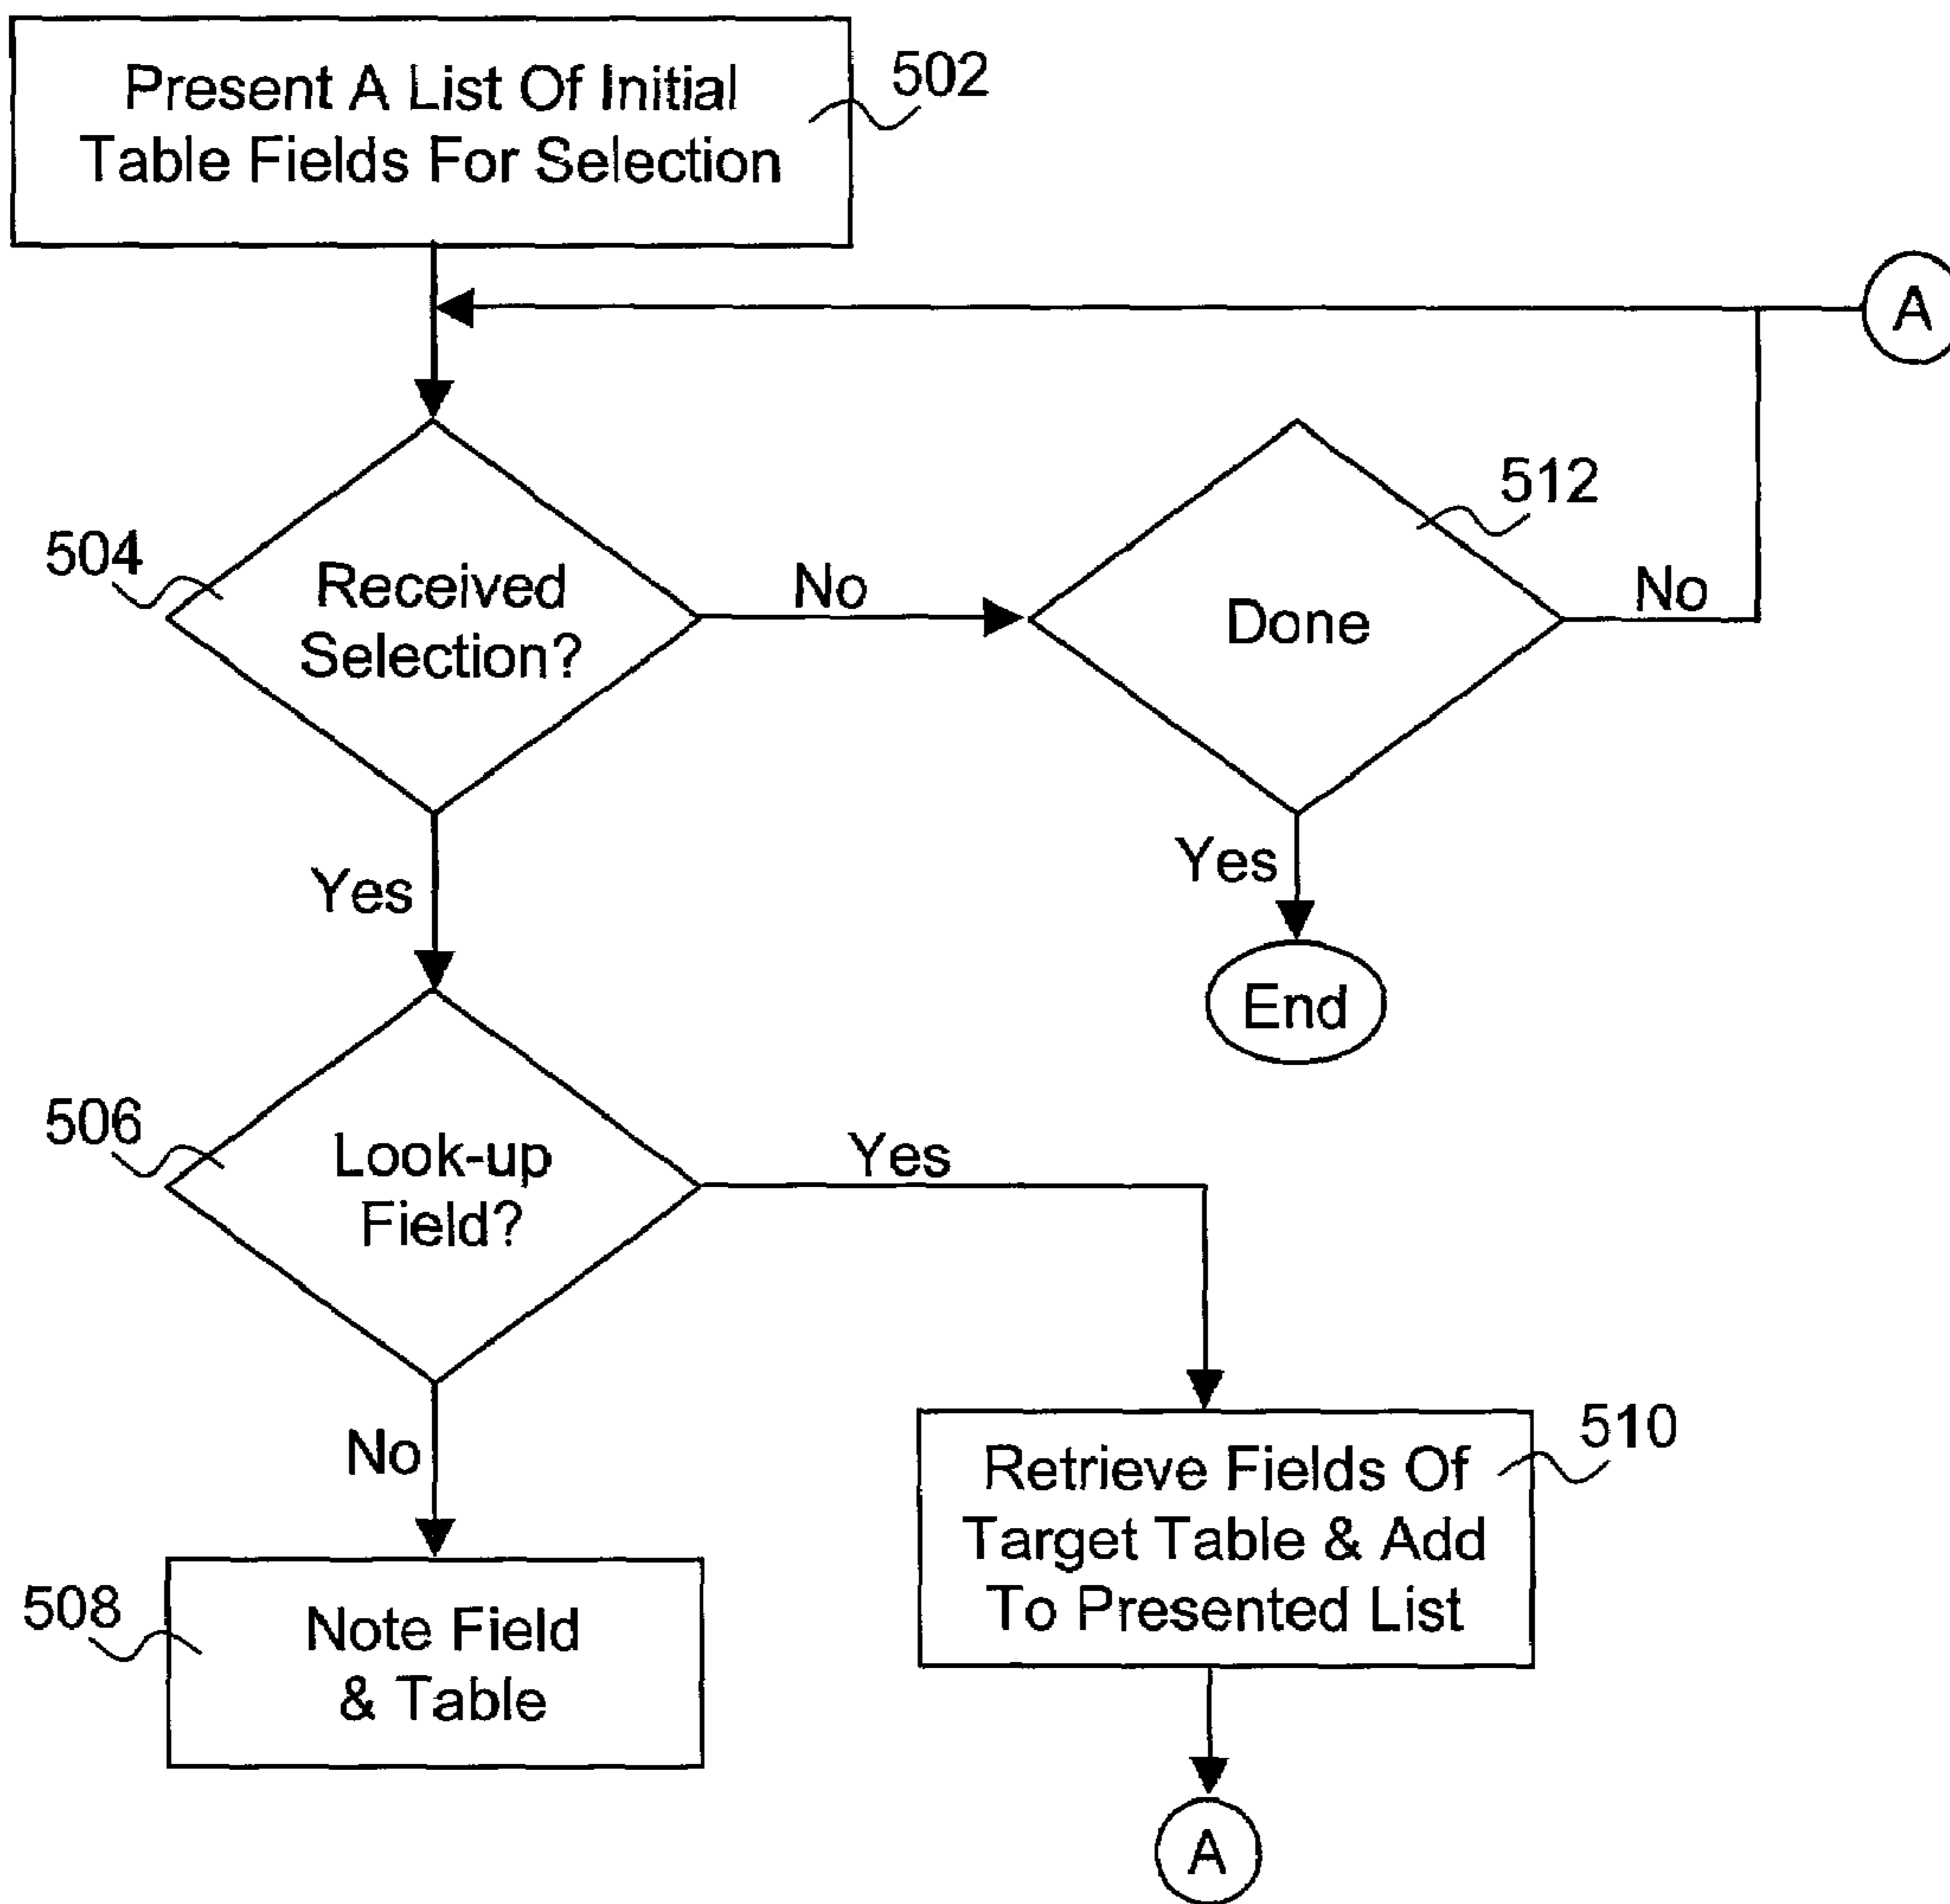 Present A List Of Initial
Table Fields For Selection
502
A
504
Received
Selection?
No
512
Done
No
Yes
Yes
End
506
Look-up
Field?
Yes
No
510
Retrieve Fields Of
Target Table & Add
To Presented List
508
Note Field
& Table
A